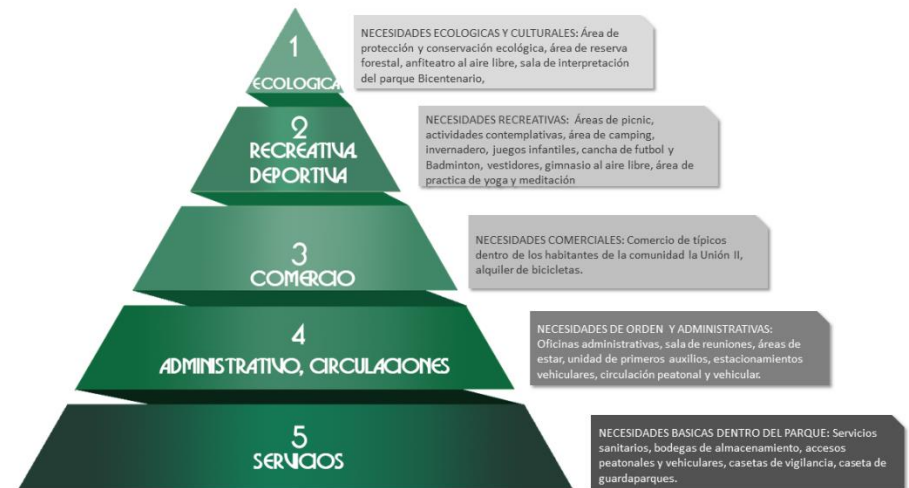 1
ECOLOGICA
NECESIDADES ECOLOGICAS Y CULTURALES: Área de
protección y conservación ecológica, área de reserva
forestal, anfiteatro al aire libre, sala de interpretación
del parque Bicentenario,
2
RECREATIVA
DEPORTIVA
NECESIDADES RECREATIVAS: Áreas de picnic,
actividades contemplativas, área de camping,
invernadero, juegos infantiles, cancha de futbol y
Badminton, vestidores, gimnasio al aire libre, área de
practica de yoga y meditación
3
COMERCIO
NECESIDADES COMERCIALES: Comercio de típicos
dentro de los habitantes de la comunidad la Unión II,
alquiler de bicicletas.
4
ADMINISTRATIVO, CIRCULACIONES
NECESIDADES DE ORDEN Y ADMINISTRATIVAS:
Oficinas administrativas, sala de reuniones, áreas de
estar, unidad de primeros auxilios, estacionamientos
vehiculares, circulación peatonal y vehicular.
5
SERVICIOS
NECESIDADES BASICAS DENTRO DEL PARQUE: Servicios
sanitarios, bodegas de almacenamiento, accesos
peatonales y vehiculares, casetas de vigilancia, caseta de
guardaparques.